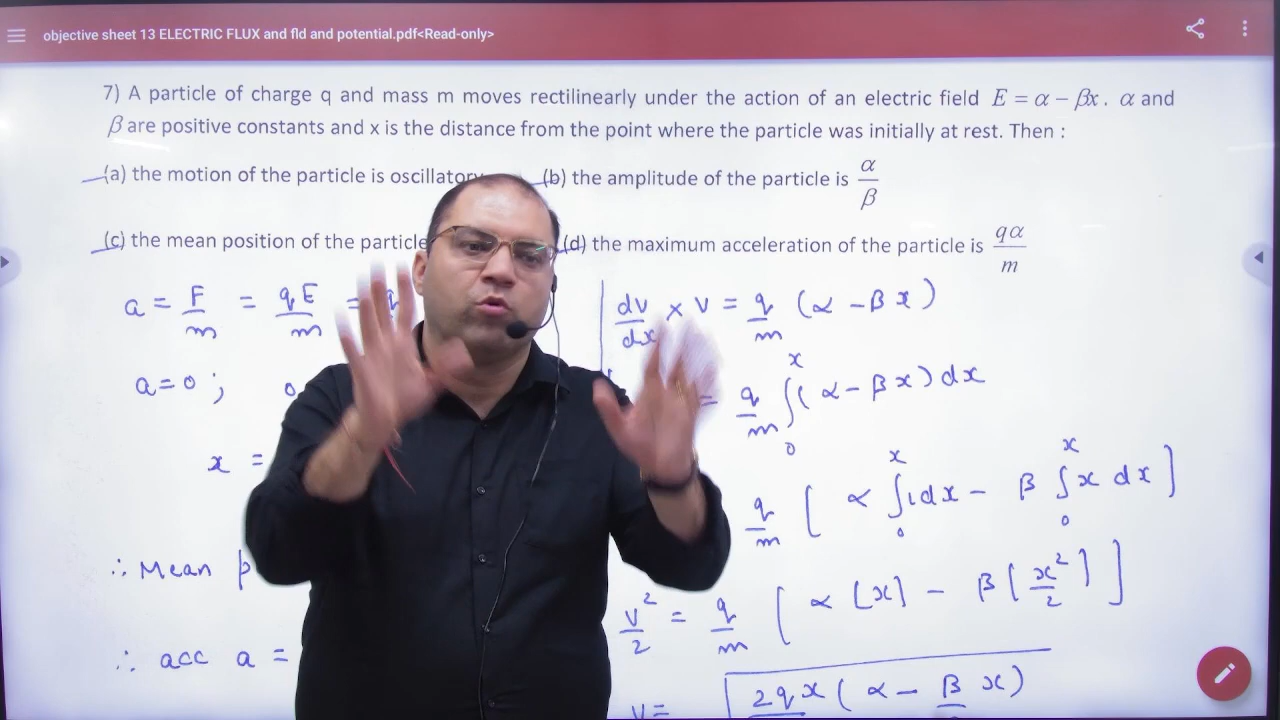 objective sheet 13 ELECTRIC FLUX and fld and potential.pdf<Read-only>
7) A particle of charge q and mass m moves rectilinearly under the action of an electric field E = α − βx. α and
β are positive constants and x is the distance from the point where the particle was initially at rest. Then :
(a) the motion of the particle is oscillatory (b) the amplitude of the particle is α/β
(c) the mean position of the particle (d) the maximum acceleration of the particle is qα/m
a = F/m = qE/m = q
a=0 ; 0
x =
∴ Mean p
∴ acc a =
dv/dx × v = q/m (α − βx)
= q/m ∫₀ˣ (α − βx) dx
q/m [ α ∫₀ˣ 1dx − β ∫₀ˣ x dx ]
v²/2 = q/m [ α [x] − β [x²/2] ]
v = √ 2qx (α − β x)